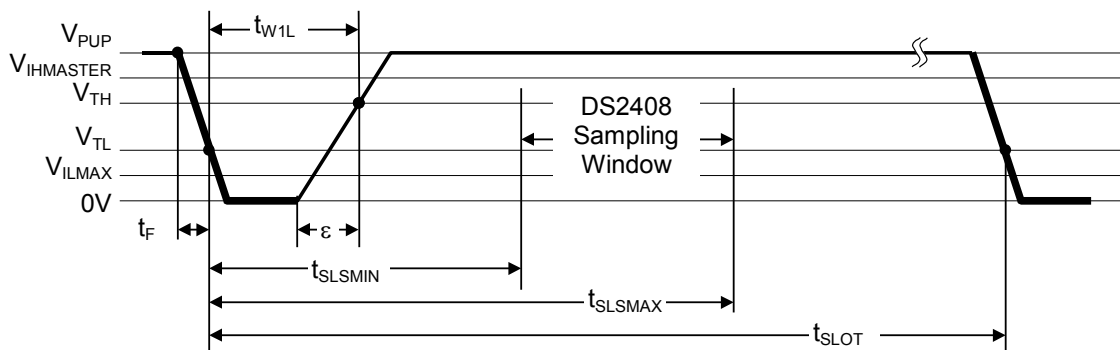 t_W1L
V_PUP
V_IHMASTER
V_TH
V_TL
V_ILMAX
0V
DS2408
Sampling
Window
t_F
ε
t_SLSMIN
t_SLSMAX
t_SLOT